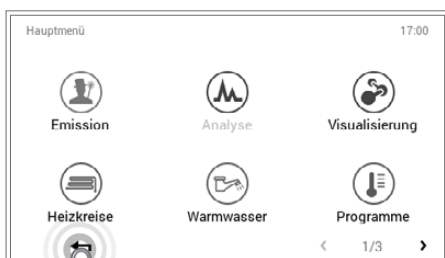 Hauptmenü 17:00
Emission Analyse Visualisierung
Heizkreise Warmwasser Programme
1/3